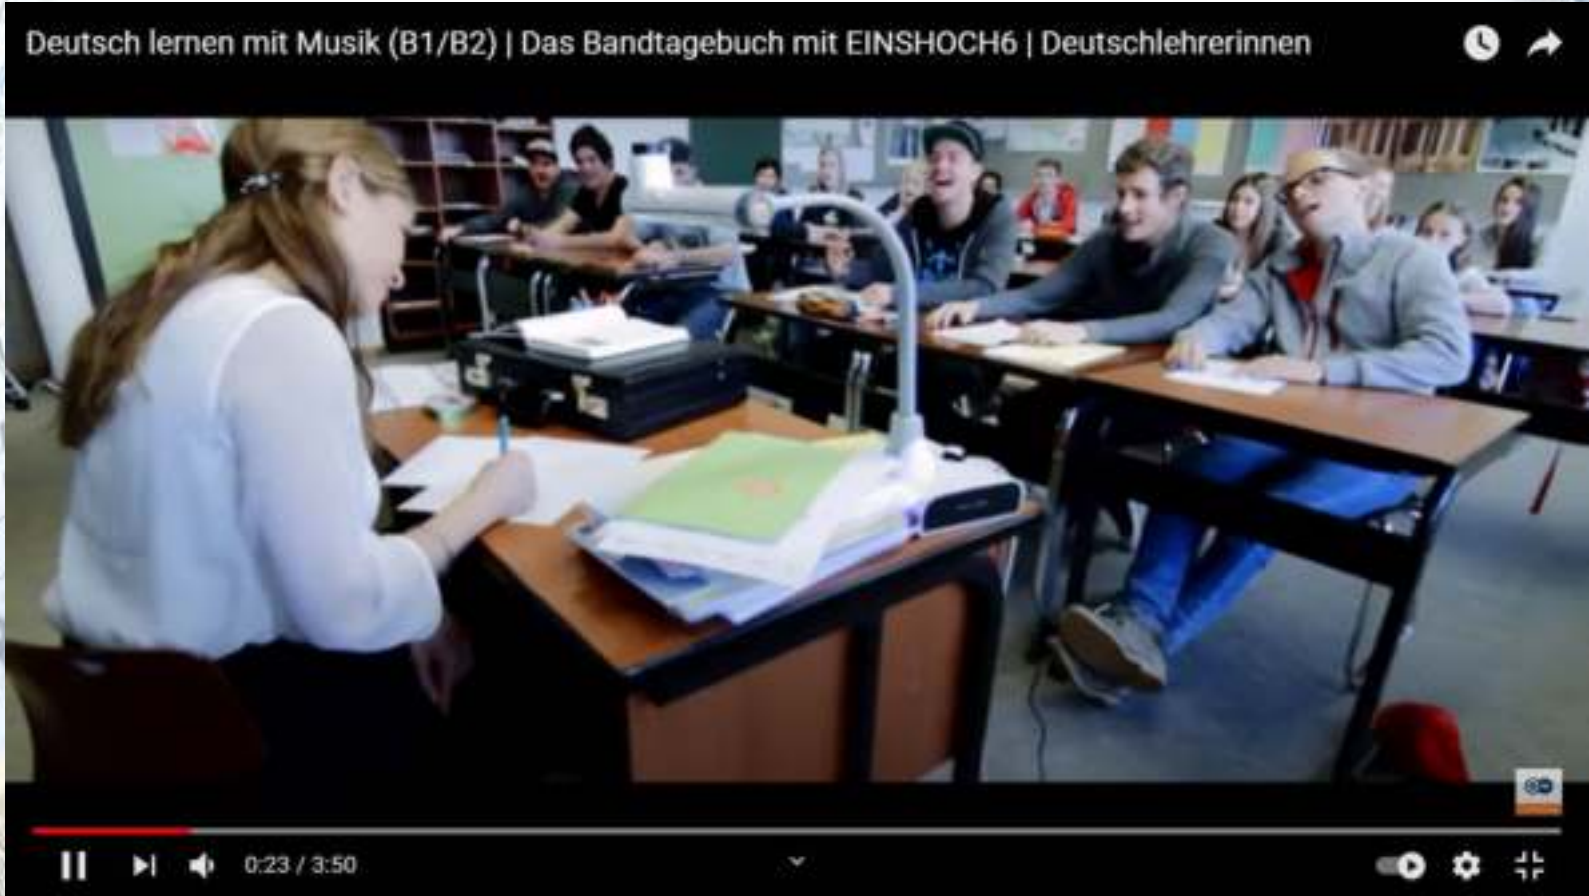 Deutsch lernen mit Musik (B1/B2) | Das Bandtagebuch mit EINSHOCH6 | Deutschlehrerinnen
0:23 / 3:50